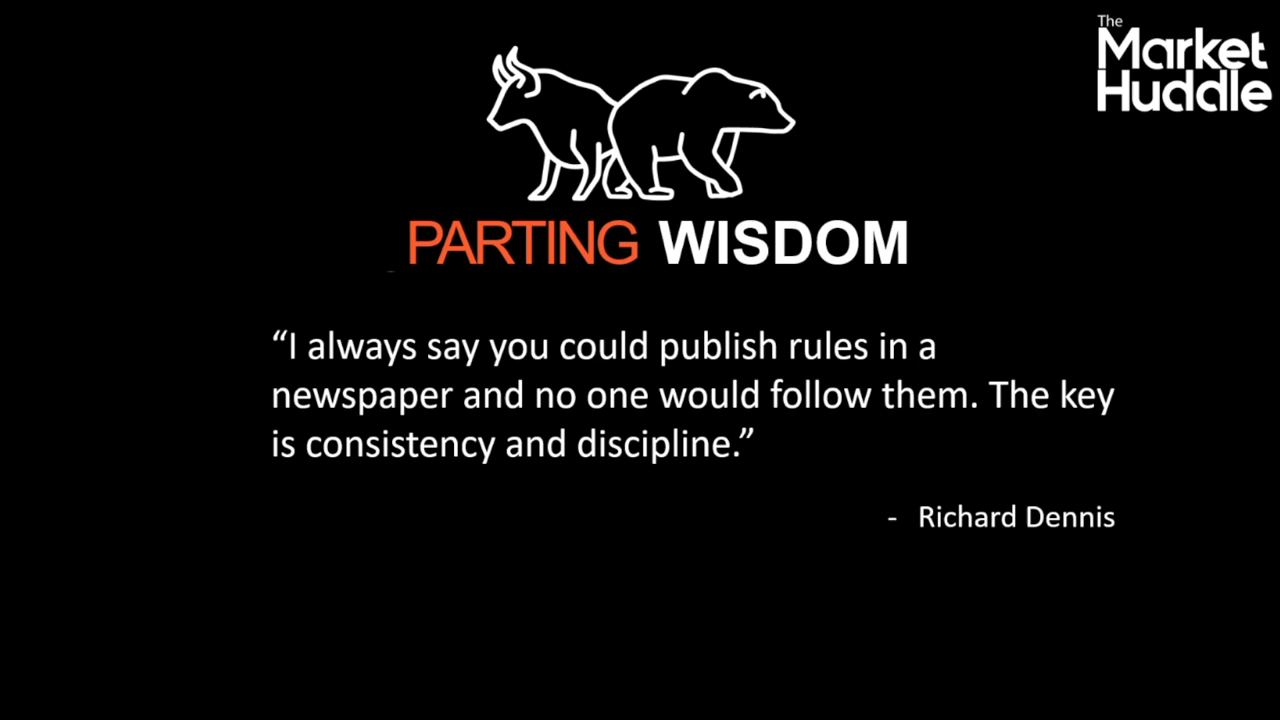 The
Market
Huddle
PARTING WISDOM
“I always say you could publish rules in a
newspaper and no one would follow them. The key
is consistency and discipline.”
- Richard Dennis